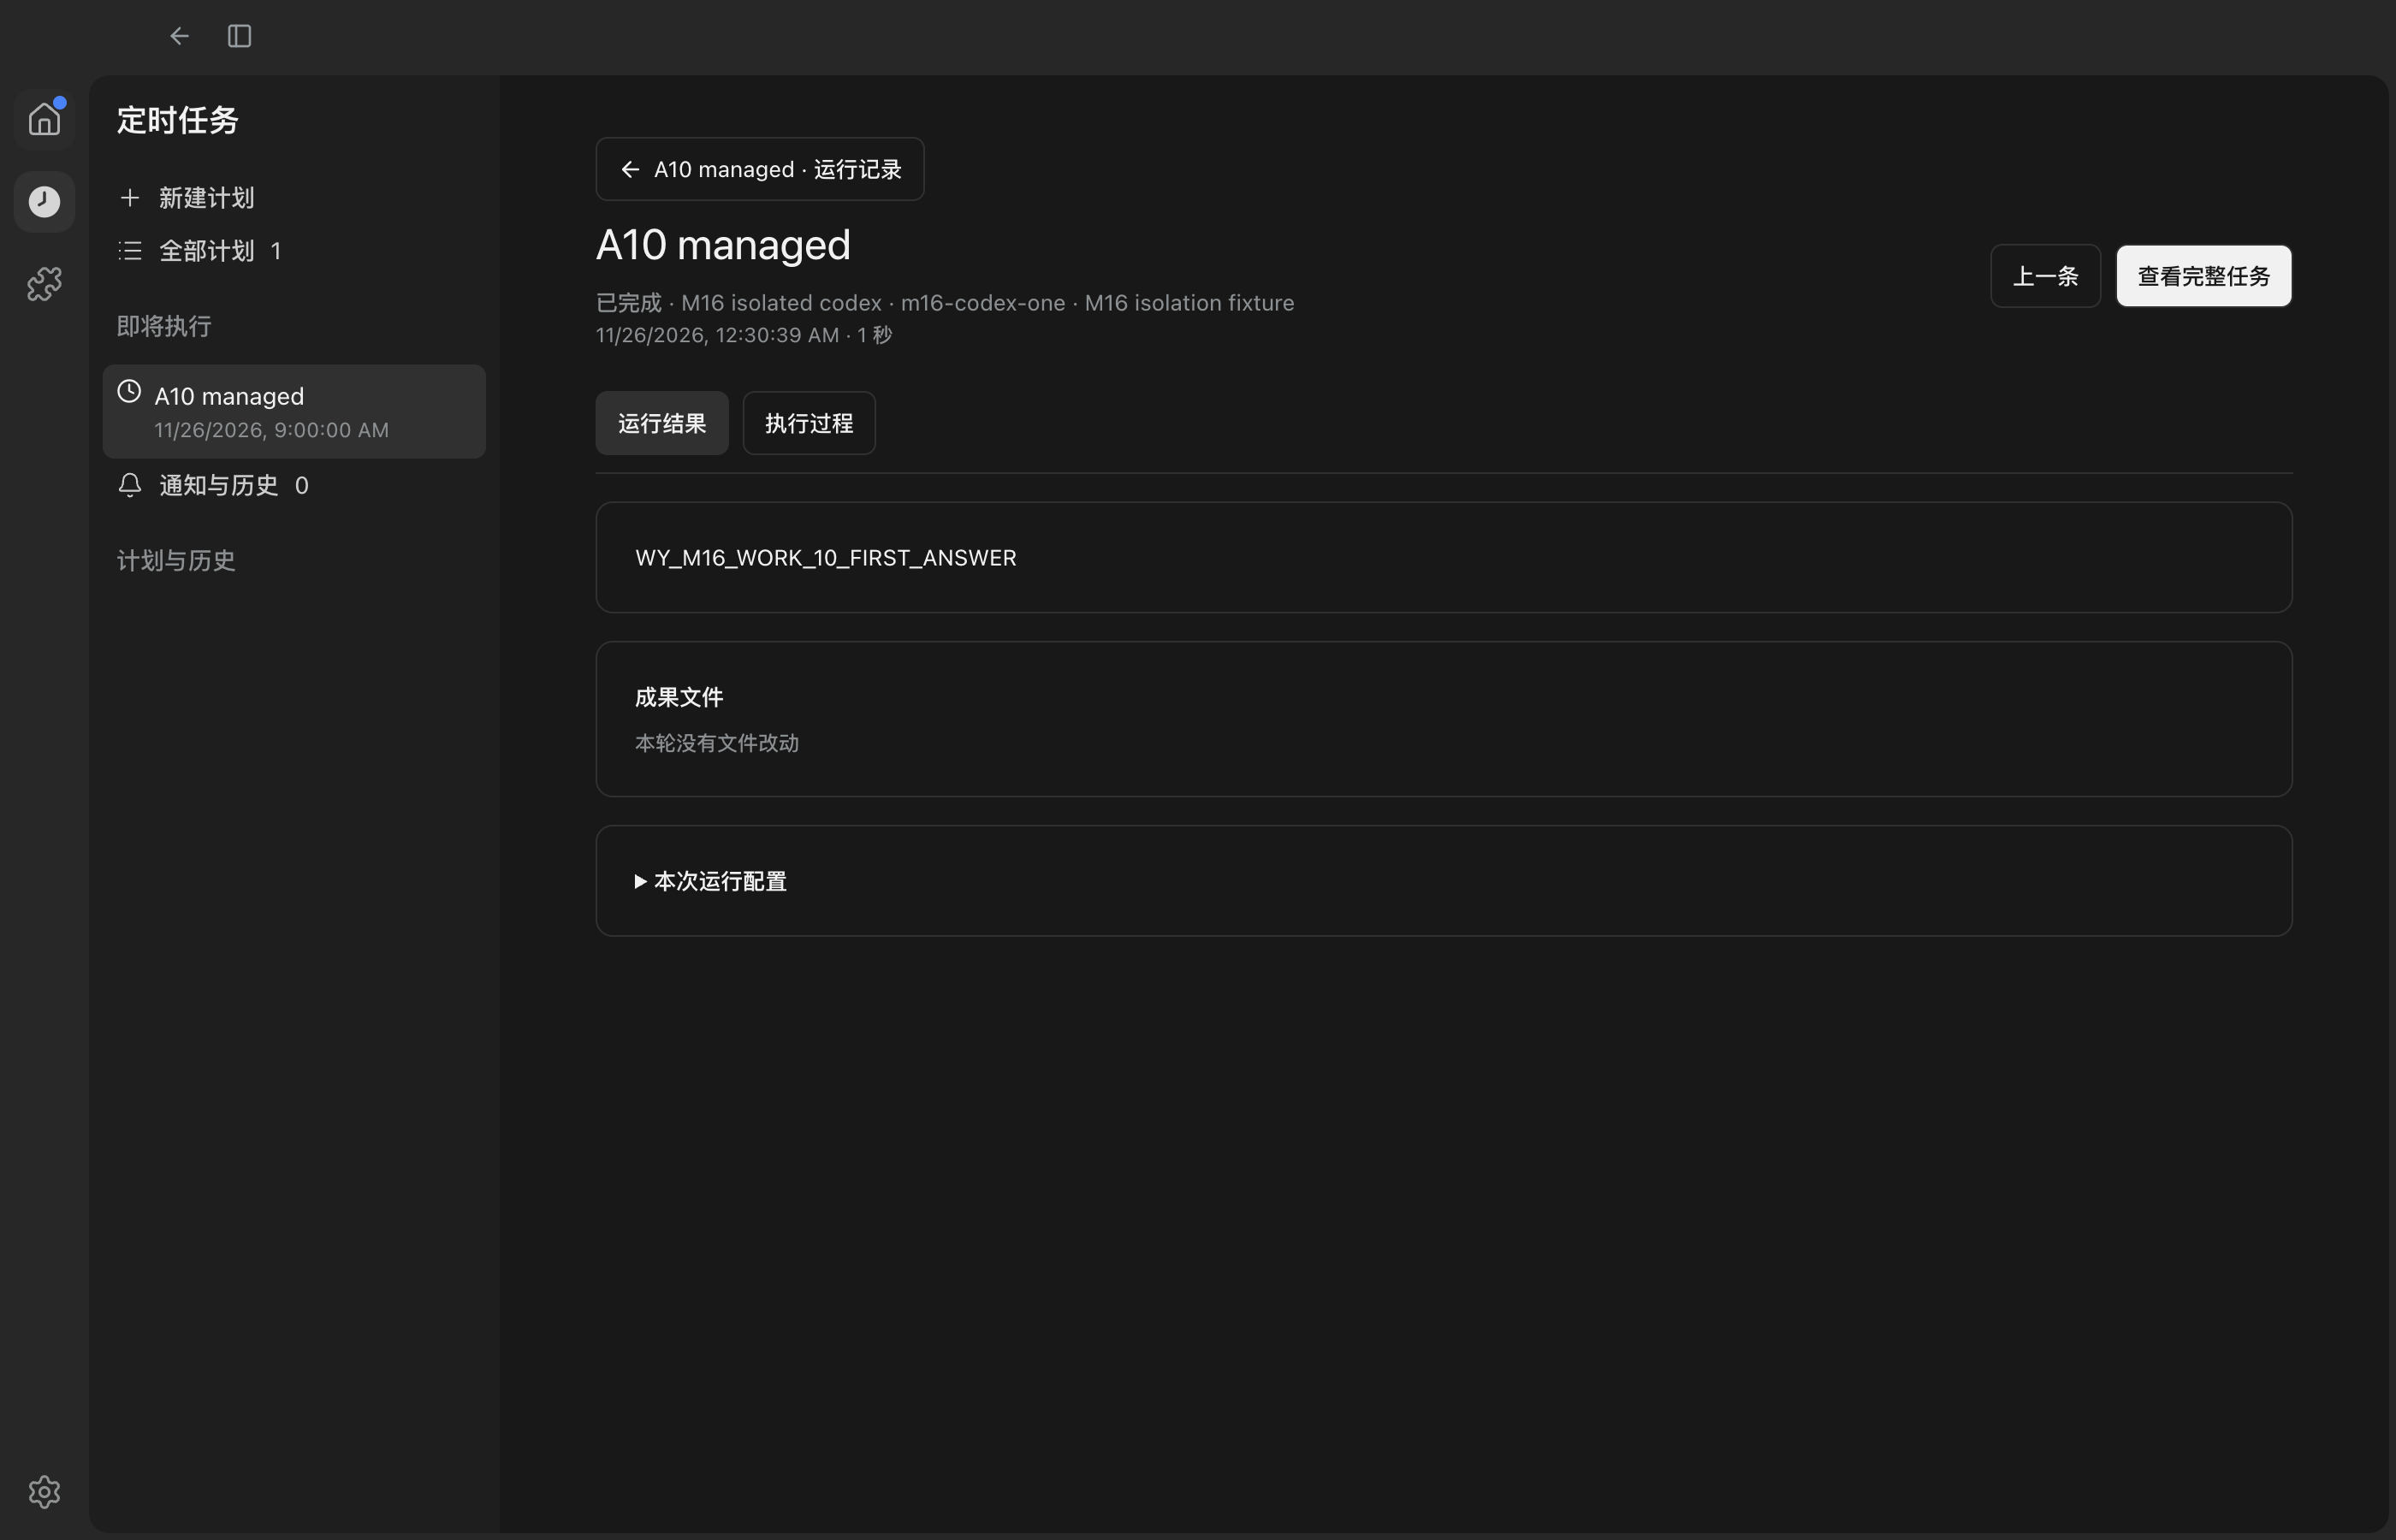 定时任务
新建计划
全部计划 1
即将执行
A10 managed
11/26/2026, 9:00:00 AM
通知与历史 0
计划与历史
A10 managed · 运行记录
A10 managed
已完成 · M16 isolated codex · m16-codex-one · M16 isolation fixture
11/26/2026, 12:30:39 AM · 1 秒
上一条
查看完整任务
运行结果
执行过程
WY_M16_WORK_10_FIRST_ANSWER
成果文件
本轮没有文件改动
本次运行配置